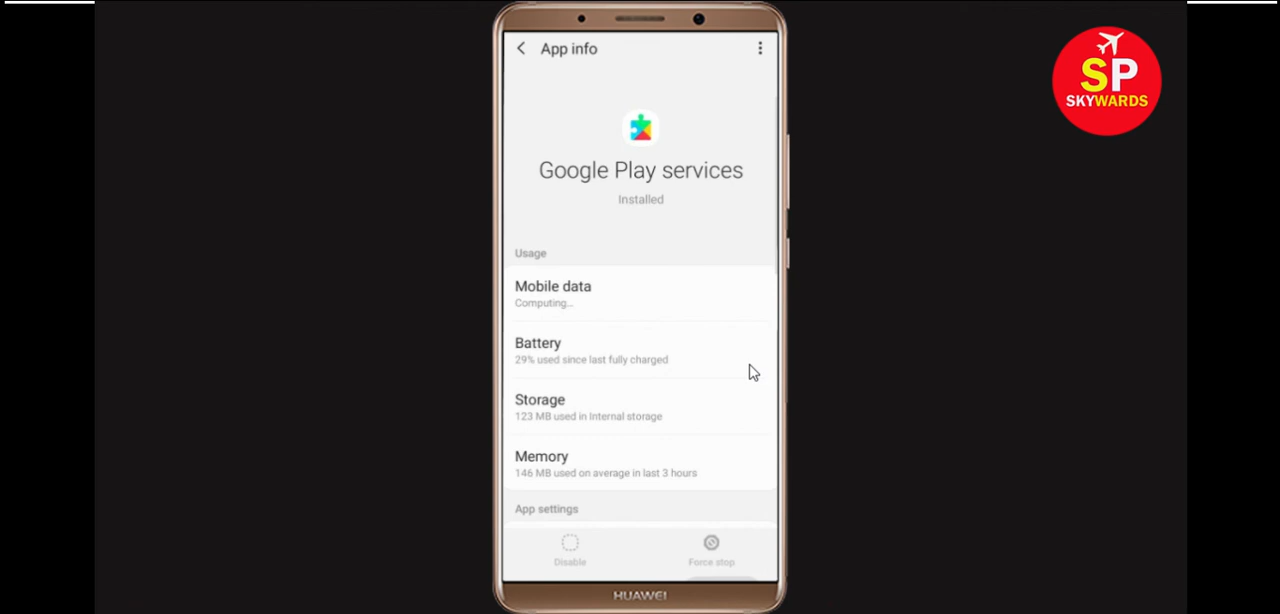 App info
SP
SKYWARDS
Google Play services
Installed
Usage
Mobile data
Computing...
Battery
29% used since last fully charged
Storage
123 MB used in Internal storage
Memory
146 MB used on average in last 3 hours
App settings
Disable
Force stop
HUAWEI